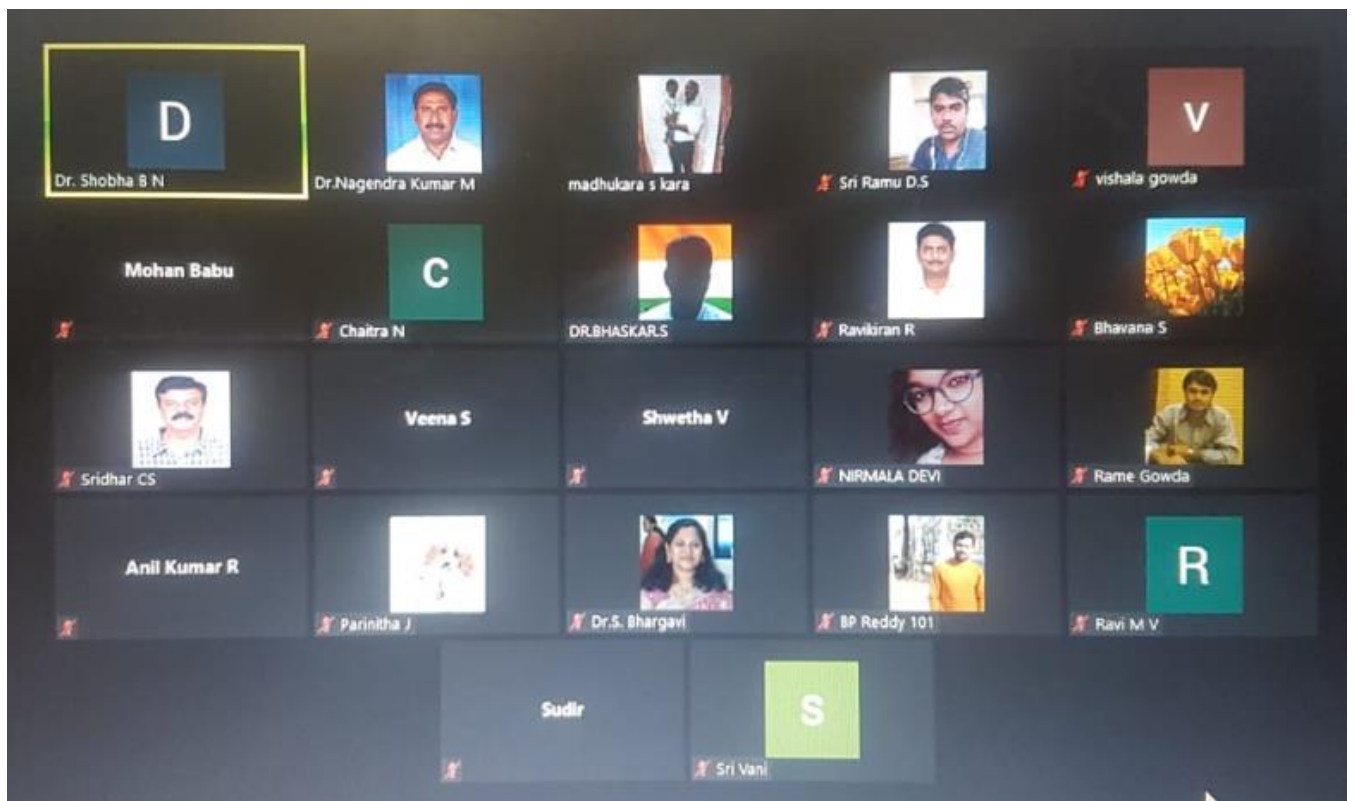 D
Dr. Shobha B N
Dr.Nagendra Kumar M
madhukara s kara
Sri Ramu D.S
V
vishala gowda
Mohan Babu
C
Chaitra N
DR.BHASKAR.S
Ravikiran R
Bhavana S
Sridhar CS
Veena S
Shwetha V
NIRMALA DEVI
Rame Gowda
Anil Kumar R
Parinitha J
Dr.S. Bhargavi
BP Reddy 101
R
Ravi M V
Sudir
S
Sri Vani